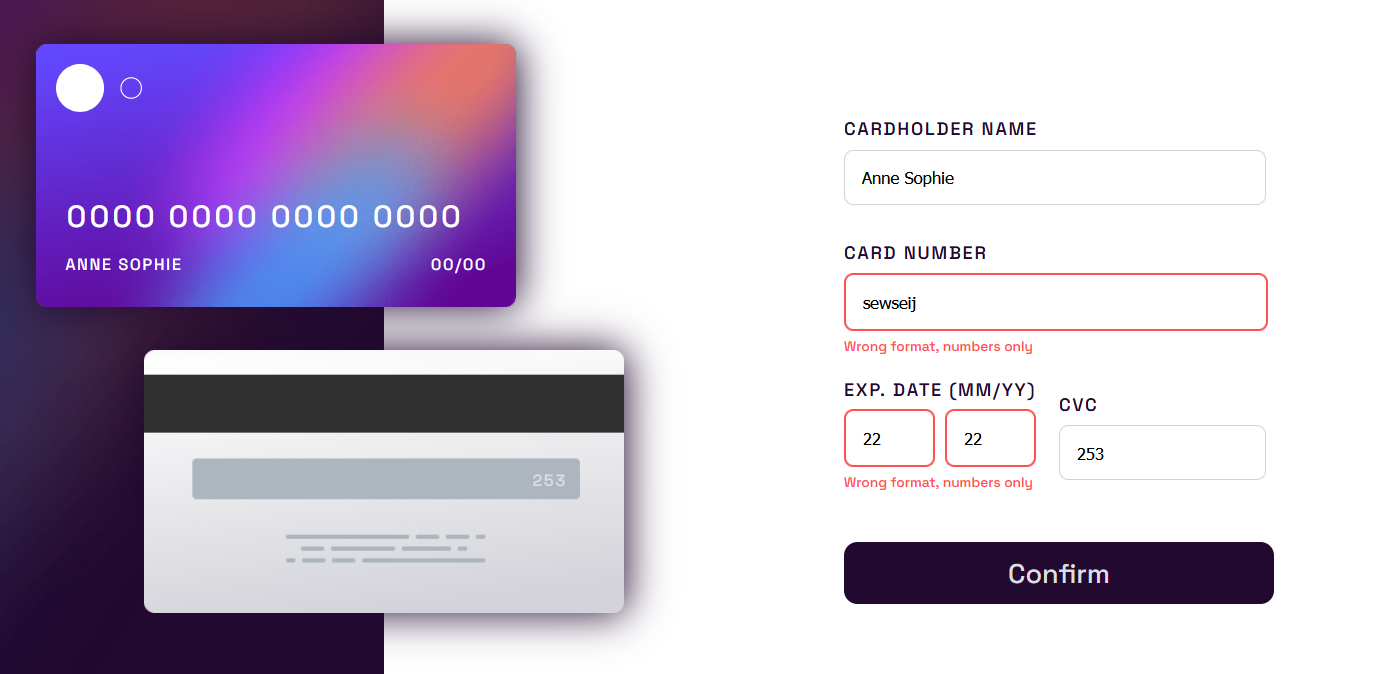 0000 0000 0000 0000
ANNE SOPHIE 00/00
253
CARDHOLDER NAME
Anne Sophie
CARD NUMBER
sewseij
Wrong format, numbers only
EXP. DATE (MM/YY)
22 22
Wrong format, numbers only
CVC
253
Confirm